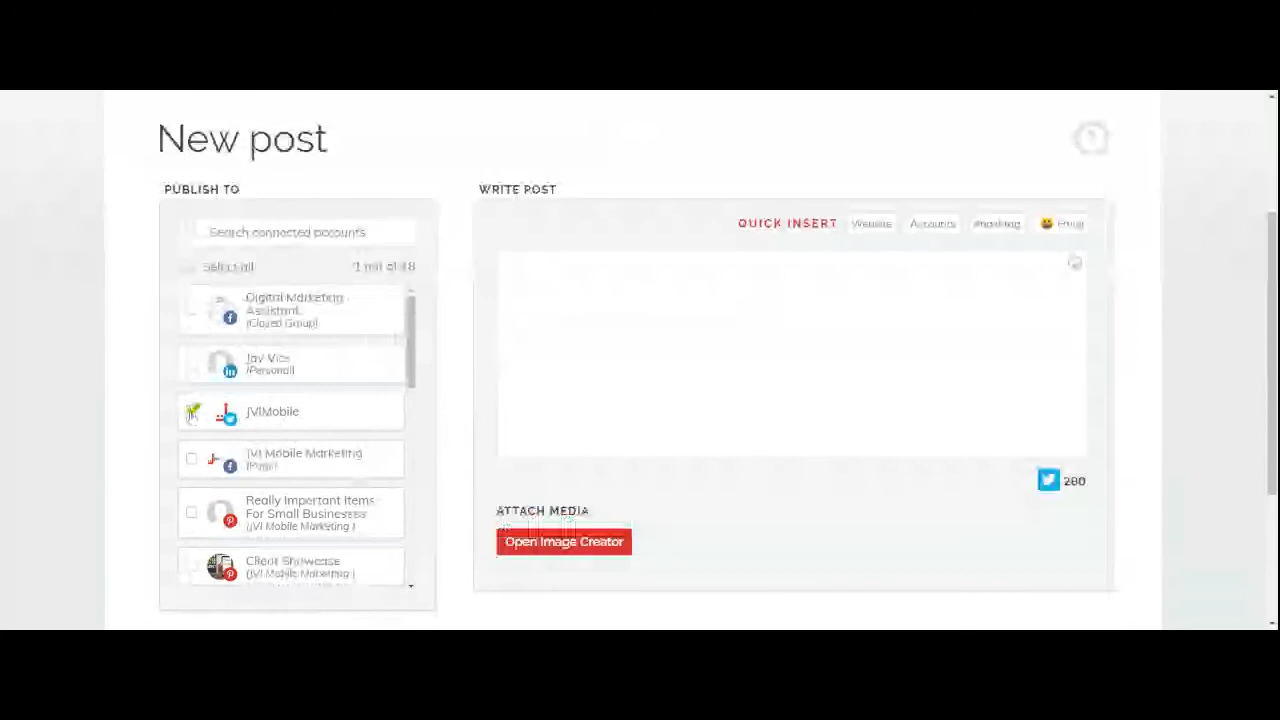 New post
PUBLISH TO
Search connected accounts
Select all
1 out of 18
Digital Marketing
Assistant
(Closed Group)
Jay Vics
(Personal)
JVIMobile
JVI Mobile Marketing
(Page)
Really Important Items
For Small Businesses
(JVI Mobile Marketing )
Client Showcase
(JVI Mobile Marketing )
WRITE POST
QUICK INSERT
Website
Accounts
#hashtag
Emoji
280
ATTACH MEDIA
Open Image Creator